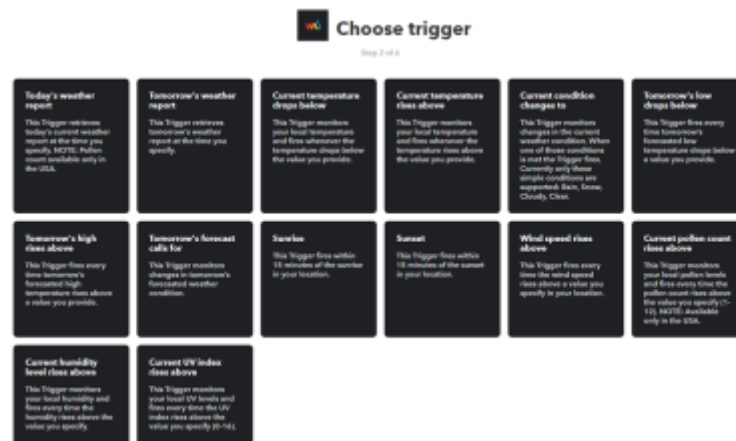 wu
Choose trigger
Step 2 of 6
Today's weather
report
This Trigger retrieves
today's current weather
report at the time you
specify. NOTE: Pollen
count available only in
the USA.
Tomorrow's weather
report
This Trigger retrieves
tomorrow's weather
report at the time you
specify.
Current temperature
drops below
This Trigger monitors
your local temperature
and fires whenever the
temperature drops below
the value you provide.
Current temperature
rises above
This Trigger monitors
your local temperature
and fires whenever the
temperature rises above
the value you provide.
Current condition
changes to
This Trigger monitors
changes in the current
weather condition. When
one of those conditions
is met the Trigger fires.
Currently only these
simple conditions are
supported: Rain, Snow,
Cloudy, Clear.
Tomorrow's low
drops below
This Trigger fires every
time tomorrow's
forecasted low
temperature drops below
a value you provide.
Tomorrow's high
rises above
This Trigger fires every
time tomorrow's
forecasted high
temperature rises above
a value you provide.
Tomorrow's forecast
calls for
This Trigger monitors
changes in tomorrow's
forecasted weather
condition.
Sunrise
This Trigger fires within
15 minutes of the sunrise
in your location.
Sunset
This Trigger fires within
15 minutes of the sunset
in your location.
Wind speed rises
above
This Trigger fires every
time the wind speed
rises above a value you
specify in your location.
Current pollen count
rises above
This Trigger monitors
your local pollen levels
and fires every time the
pollen count rises above
the value you specify (1-
12). NOTE: Available
only in the USA.
Current humidity
level rises above
This Trigger monitors
your local humidity and
fires every time the
humidity rises above the
value you specify.
Current UV index
rises above
This Trigger monitors
your local UV levels and
fires every time the UV
index rises above the
value you specify (0-16).